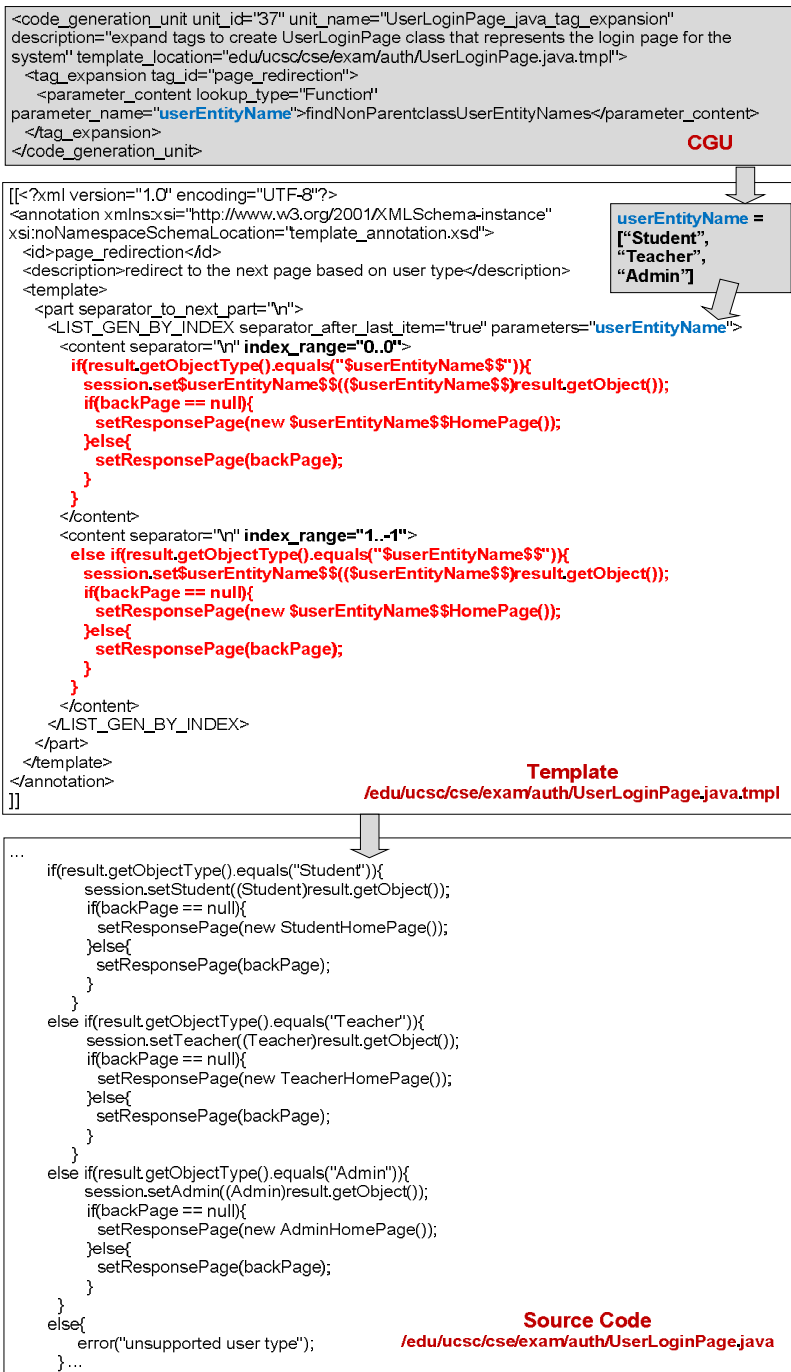 <code_generation_unit unit_id="37" unit_name="UserLoginPage_java_tag_expansion"
description="expand tags to create UserLoginPage class that represents the login page for the
system" template_location="edu/ucsc/cse/exam/auth/UserLoginPage.java.tmpl">
<tag_expansion tag_id="page_redirection">
<parameter_content lookup_type="Function"
parameter_name="userEntityName">findNonParentclassUserEntityNames</parameter_content>
</tag_expansion>
</code_generation_unit>
CGU
[[<?xml version="1.0" encoding="UTF-8"?>
<annotation xmlns:xsi="http://www.w3.org/2001/XMLSchema-instance"
xsi:noNamespaceSchemaLocation="template_annotation.xsd">
<id>page_redirection</id>
<description>redirect to the next page based on user type</description>
<template>
<part separator_to_next_part="\n">
<LIST_GEN_BY_INDEX separator_after_last_item="true" parameters="userEntityName">
<content separator="\n" index_range="0..0">
if(result.getObjectType().equals("$userEntityName$$")){
session.set$userEntityName$$(($userEntityName$$)result.getObject());
if(backPage == null){
setResponsePage(new $userEntityName$$HomePage());
}else{
setResponsePage(backPage);
}
}
</content>
<content separator="\n" index_range="1..-1">
else if(result.getObjectType().equals("$userEntityName$$")){
session.set$userEntityName$$(($userEntityName$$)result.getObject());
if(backPage == null){
setResponsePage(new $userEntityName$$HomePage());
}else{
setResponsePage(backPage);
}
}
</content>
</LIST_GEN_BY_INDEX>
</part>
</template>
</annotation>
]]
userEntityName =
["Student",
"Teacher",
"Admin"]
Template
/edu/ucsc/cse/exam/auth/UserLoginPage.java.tmpl
...
if(result.getObjectType().equals("Student")){
session.setStudent((Student)result.getObject());
if(backPage == null){
setResponsePage(new StudentHomePage());
}else{
setResponsePage(backPage);
}
}
else if(result.getObjectType().equals("Teacher")){
session.setTeacher((Teacher)result.getObject());
if(backPage == null){
setResponsePage(new TeacherHomePage());
}else{
setResponsePage(backPage);
}
}
else if(result.getObjectType().equals("Admin")){
session.setAdmin((Admin)result.getObject());
if(backPage == null){
setResponsePage(new AdminHomePage());
}else{
setResponsePage(backPage);
}
}
else{
error("unsupported user type");
} ...
Source Code
/edu/ucsc/cse/exam/auth/UserLoginPage.java